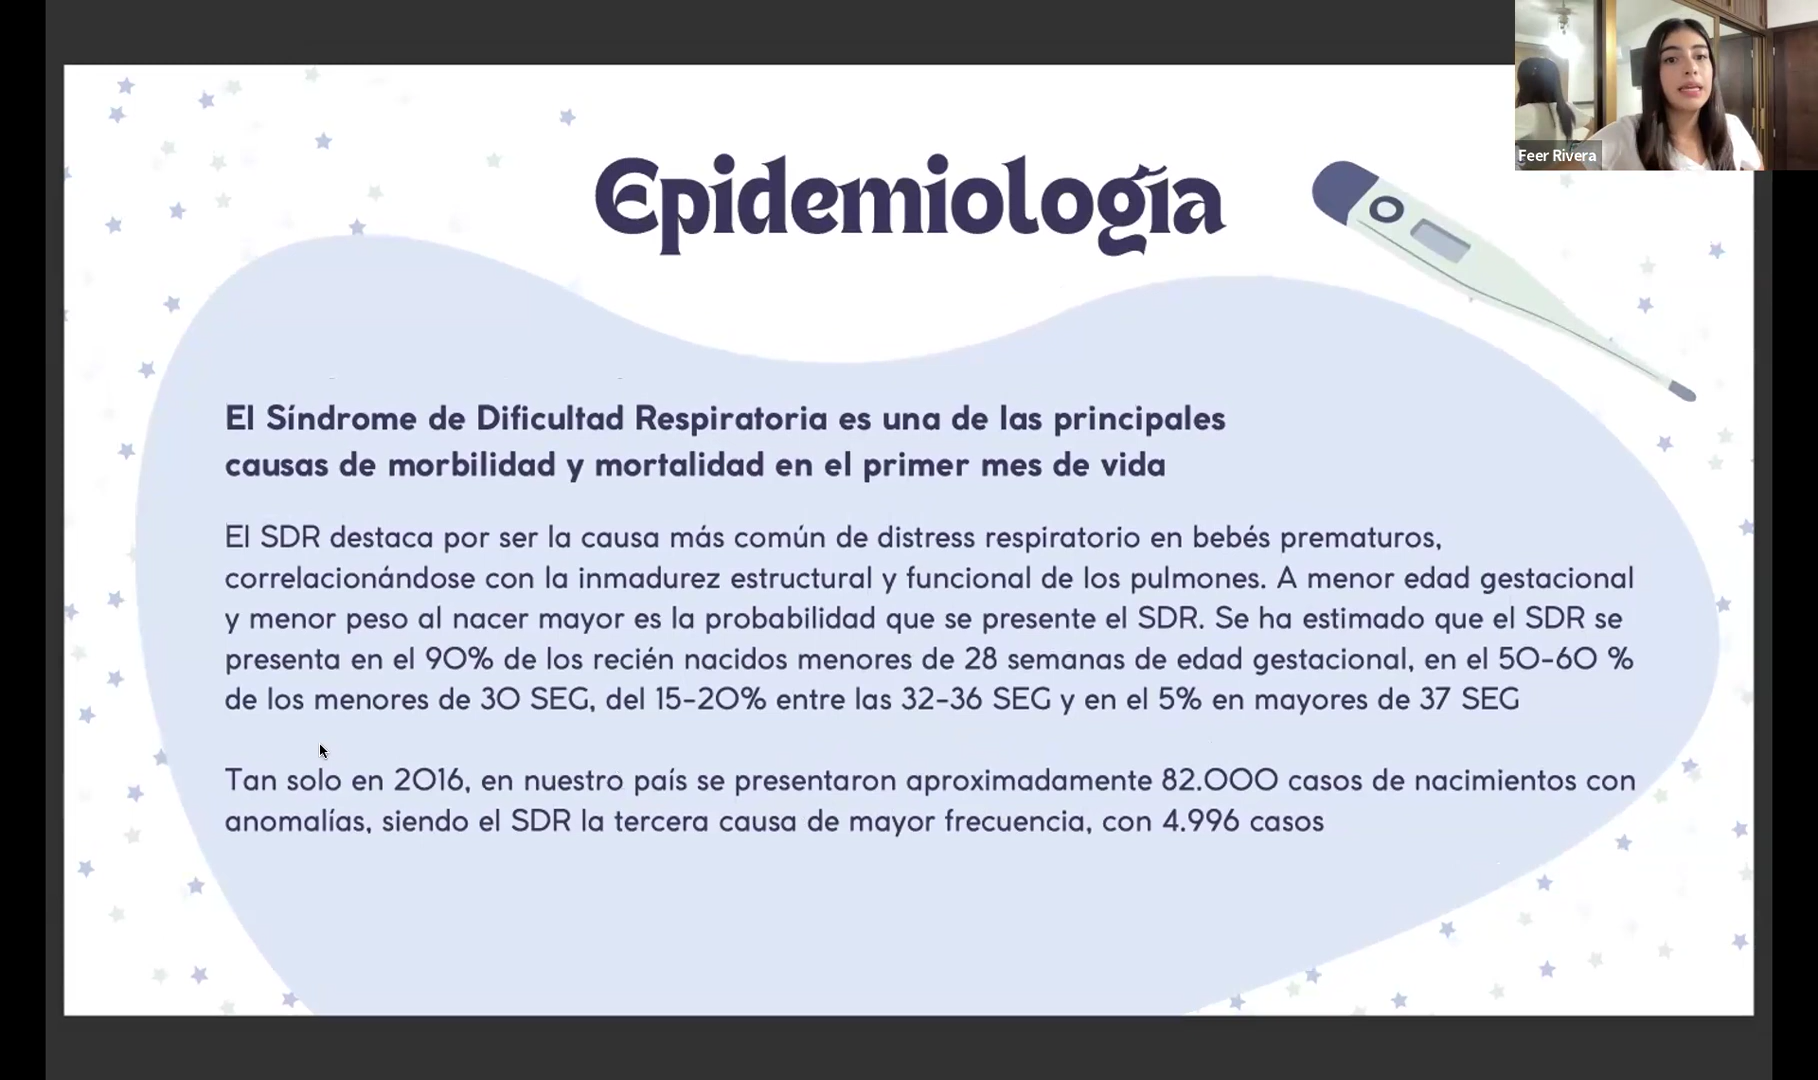 Epidemiología
Feer Rivera
El Síndrome de Dificultad Respiratoria es una de las principales
causas de morbilidad y mortalidad en el primer mes de vida
El SDR destaca por ser la causa más común de distress respiratorio en bebés prematuros,
correlacionándose con la inmadurez estructural y funcional de los pulmones. A menor edad gestacional
y menor peso al nacer mayor es la probabilidad que se presente el SDR. Se ha estimado que el SDR se
presenta en el 90% de los recién nacidos menores de 28 semanas de edad gestacional, en el 50-60 %
de los menores de 30 SEG, del 15-20% entre las 32-36 SEG y en el 5% en mayores de 37 SEG
Tan solo en 2016, en nuestro país se presentaron aproximadamente 82.000 casos de nacimientos con
anomalías, siendo el SDR la tercera causa de mayor frecuencia, con 4.996 casos